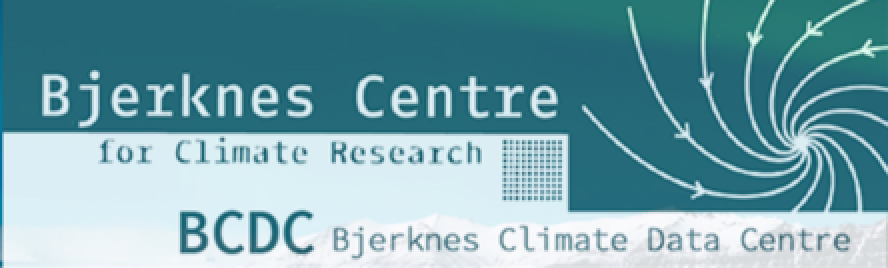 Bjerknes Centre
for Climate Research
BCDC Bjerknes Climate Data Centre